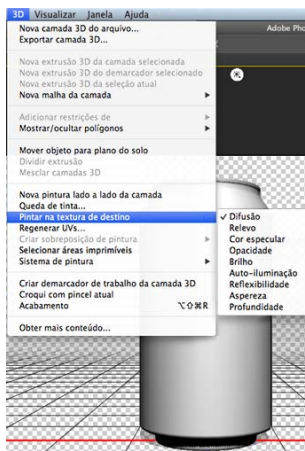 3D Visualizar Janela Ajuda
Adobe Pho
Nova camada 3D do arquivo...
Exportar camada 3D...
Nova extrusão 3D da camada selecionada
Nova extrusão 3D do demarcador selecionado
Nova extrusão 3D da seleção atual
Nova malha da camada
Adicionar restrições de
Mostrar/ocultar polígonos
Mover objeto para plano do solo
Dividir extrusão
Mesclar camadas 3D
Nova pintura lado a lado da camada
Queda de tinta...
Pintar na textura de destino
Regenerar UVs...
Criar sobreposição de pintura
Selecionar áreas imprimíveis
Sistema de pintura
Criar demarcador de trabalho da camada 3D
Croqui com pincel atual
Acabamento ⌥⇧⌘R
Obter mais conteúdo...
✓ Difusão
Relevo
Cor especular
Opacidade
Brilho
Auto-iluminação
Reflexibilidade
Aspereza
Profundidade